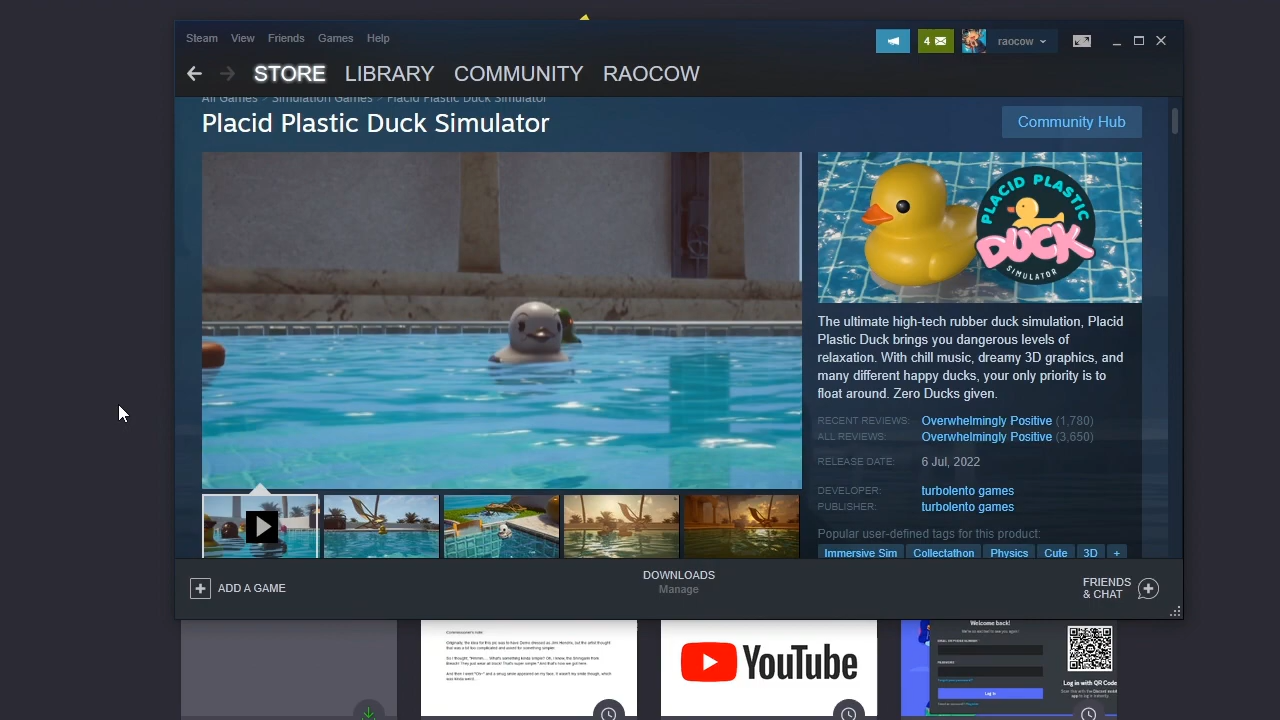 Steam View Friends Games Help
4
raocow
STORE LIBRARY COMMUNITY RAOCOW
All Games > Simulation Games > Placid Plastic Duck Simulator
Placid Plastic Duck Simulator
Community Hub
PLACID PLASTIC
DUCK
SIMULATOR
The ultimate high-tech rubber duck simulation, Placid
Plastic Duck brings you dangerous levels of
relaxation. With chill music, dreamy 3D graphics, and
many different happy ducks, your only priority is to
float around. Zero Ducks given.
RECENT REVIEWS: Overwhelmingly Positive (1,780)
ALL REVIEWS: Overwhelmingly Positive (3,650)
RELEASE DATE: 6 Jul, 2022
DEVELOPER: turbolento games
PUBLISHER: turbolento games
Popular user-defined tags for this product:
Immersive Sim Collectathon Physics Cute 3D +
ADD A GAME
DOWNLOADS
Manage
FRIENDS
& CHAT
Commissioner's note:
YouTube
Welcome back!
Log in
Log in with QR Code